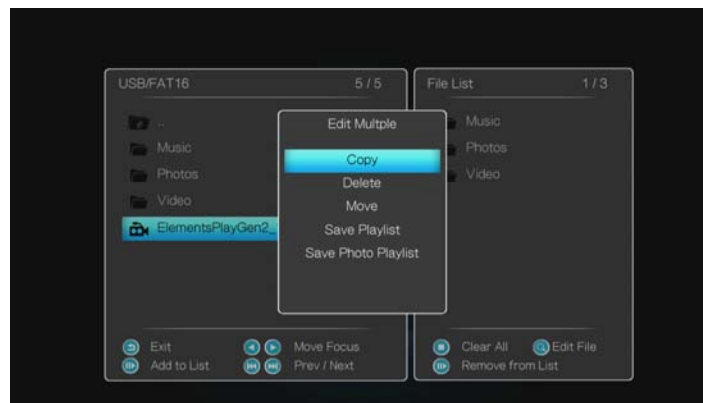 USB/FAT16 5/5
..
Music
Photos
Video
ElementsPlayGen2_
Edit Multple
Copy
Delete
Move
Save Playlist
Save Photo Playlist
File List 1/3
Music
Photos
Video
Exit Move Focus
Add to List Prev / Next
Clear All Edit File
Remove from List